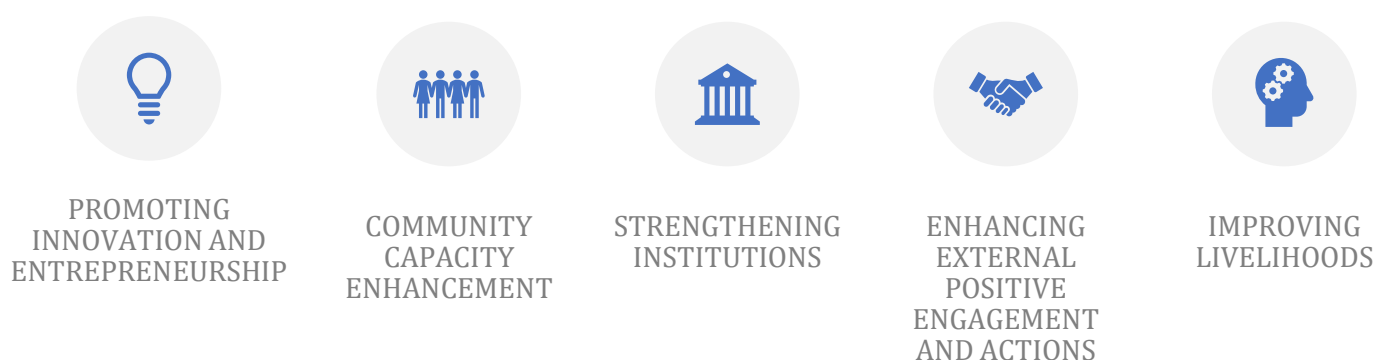 PROMOTING
INNOVATION AND
ENTREPRENEURSHIP
COMMUNITY
CAPACITY
ENHANCEMENT
STRENGTHENING
INSTITUTIONS
ENHANCING
EXTERNAL
POSITIVE
ENGAGEMENT
AND ACTIONS
IMPROVING
LIVELIHOODS